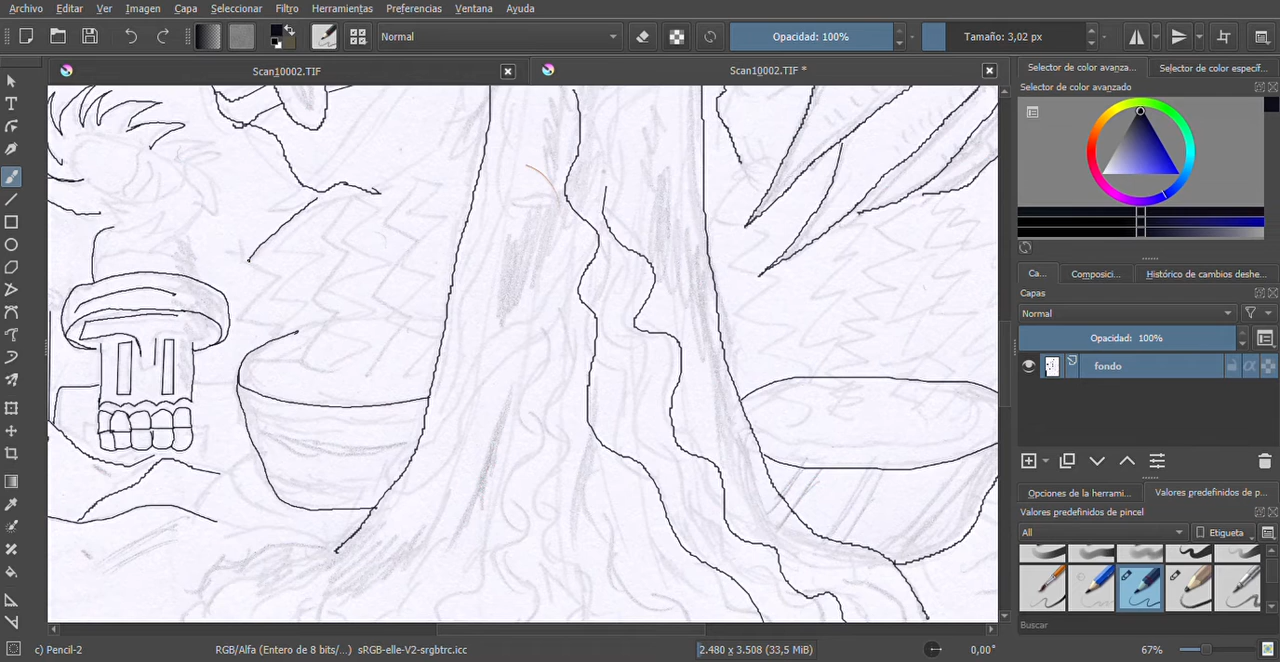 Archivo Editar Ver Imagen Capa Seleccionar Filtro Herramientas Preferencias Ventana Ayuda
Normal Opacidad: 100% Tamaño: 3,02 px
Scan10002.TIF Scan10002.TIF *
Selector de color avanza... Selector de color específ...
Selector de color avanzado
Ca... Composici... Histórico de cambios deshe...
Capas
Normal
Opacidad: 100%
fondo
Opciones de la herrami... Valores predefinidos de p...
Valores predefinidos de pincel
All Etiqueta
Buscar
c) Pencil-2 RGB/Alfa (Entero de 8 bits/...) sRGB-elle-V2-srgbtrc.icc 2.480 x 3.508 (33,5 MiB) 0,00° 67%